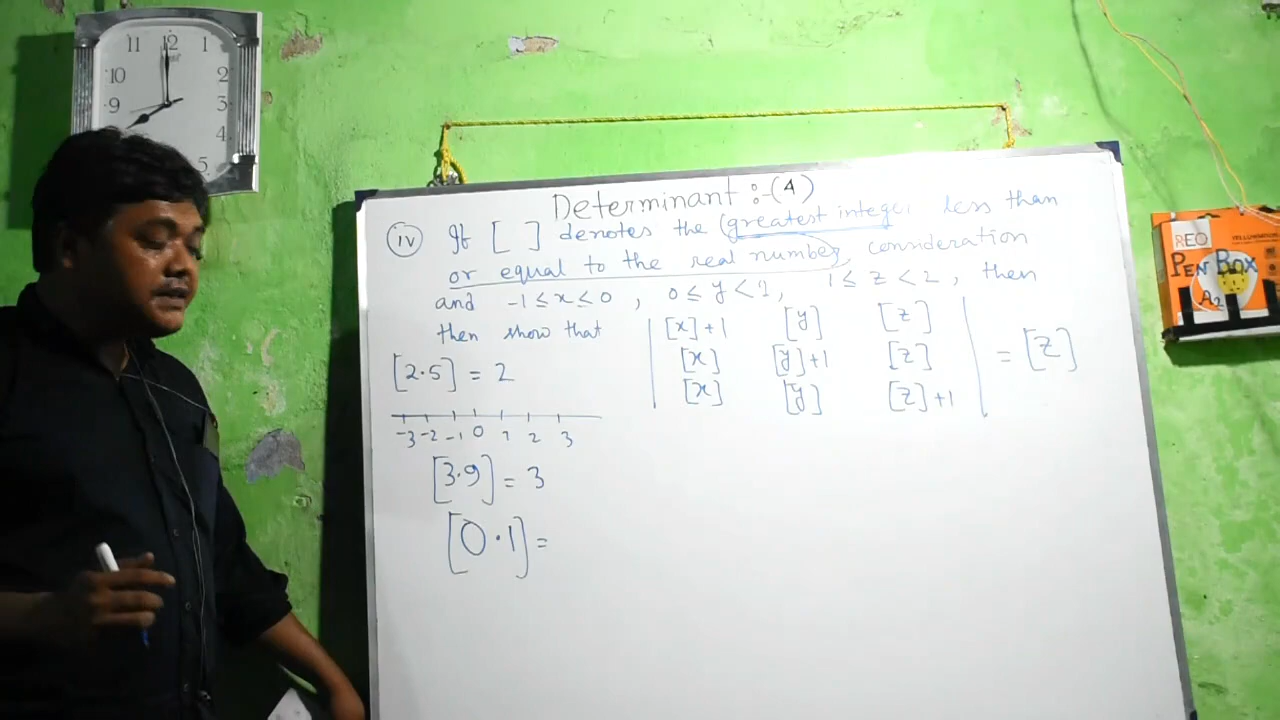 11 12 1
10 2
9 3
4
5
Determinant :-(4)
(iv) If [ ] denotes the (greatest integer less than
or equal to the real number, consideration
and -1 ≤ x ≤ 0 , 0 ≤ y < 1, 1 ≤ z < 2 , then
then show that
| [x]+1 [y] [z] |
| [x] [y]+1 [z] | = [z]
| [x] [y] [z]+1 |
[2.5] = 2
-3 -2 -1 0 1 2 3
[3.9] = 3
[0.1] =
REO
PEN BOX
A2